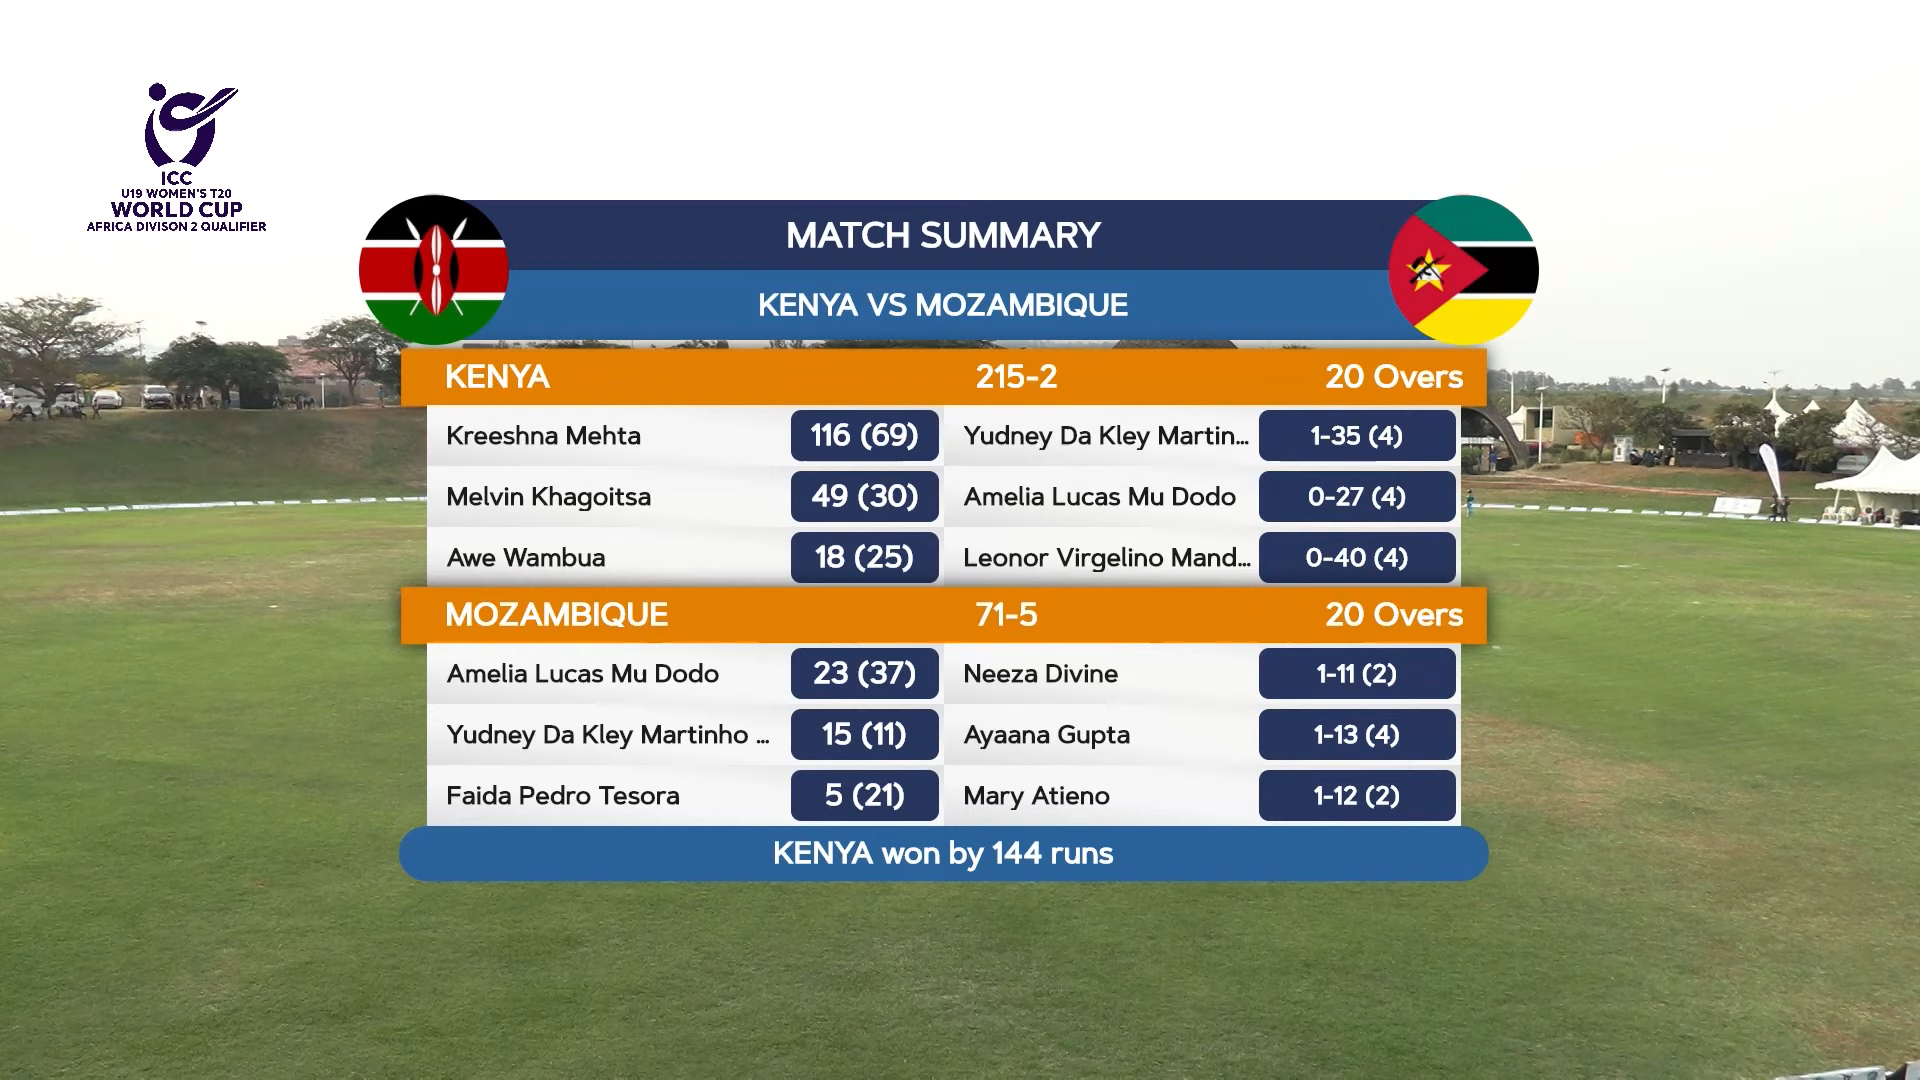 ICC
U19 WOMEN'S T20
WORLD CUP
AFRICA DIVISON 2 QUALIFIER
MATCH SUMMARY
KENYA VS MOZAMBIQUE
KENYA 215-2 20 Overs
Kreeshna Mehta 116 (69) Yudney Da Kley Martin... 1-35 (4)
Melvin Khagoitsa 49 (30) Amelia Lucas Mu Dodo 0-27 (4)
Awe Wambua 18 (25) Leonor Virgelino Mand... 0-40 (4)
MOZAMBIQUE 71-5 20 Overs
Amelia Lucas Mu Dodo 23 (37) Neeza Divine 1-11 (2)
Yudney Da Kley Martinho ... 15 (11) Ayaana Gupta 1-13 (4)
Faida Pedro Tesora 5 (21) Mary Atieno 1-12 (2)
KENYA won by 144 runs